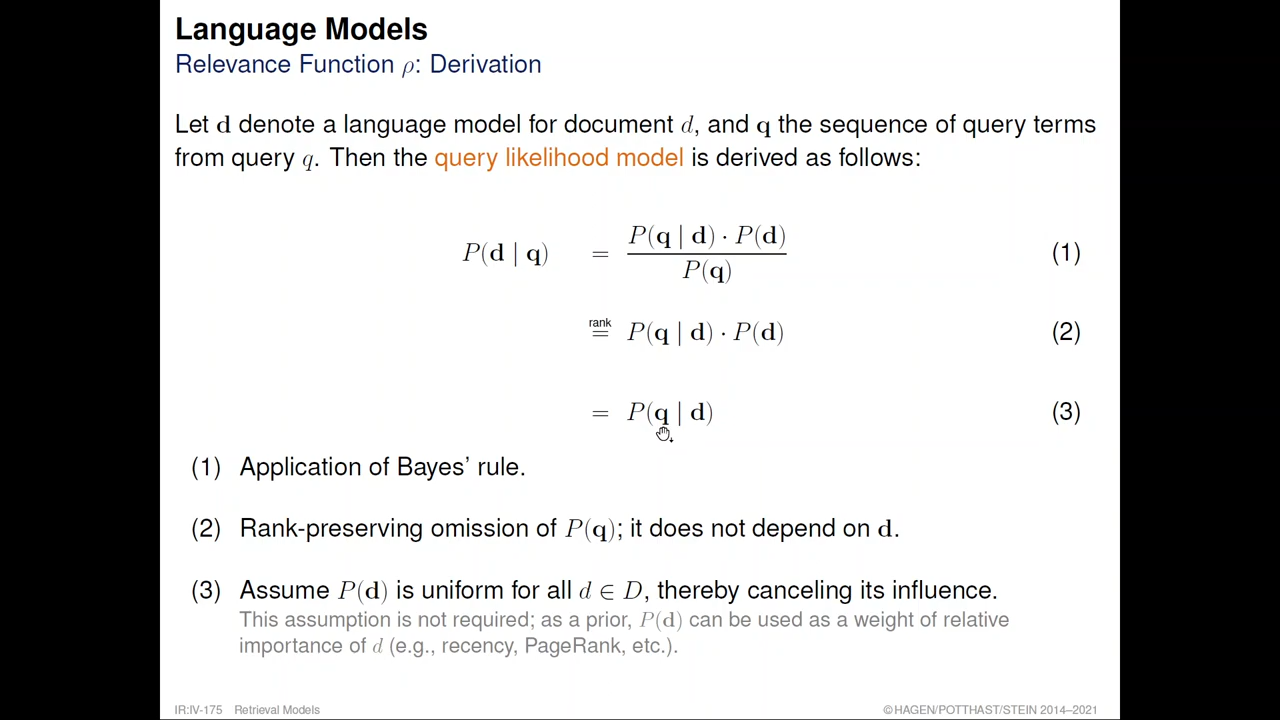 Language Models
Relevance Function ρ: Derivation
Let d denote a language model for document d, and q the sequence of query terms
from query q. Then the query likelihood model is derived as follows:
P(d | q) = P(q | d) · P(d) / P(q) (1)
rank
= P(q | d) · P(d) (2)
= P(q | d) (3)
(1) Application of Bayes' rule.
(2) Rank-preserving omission of P(q); it does not depend on d.
(3) Assume P(d) is uniform for all d ∈ D, thereby canceling its influence.
This assumption is not required; as a prior, P(d) can be used as a weight of relative
importance of d (e.g., recency, PageRank, etc.).
IR:IV-175 Retrieval Models ©HAGEN/POTTHAST/STEIN 2014–2021